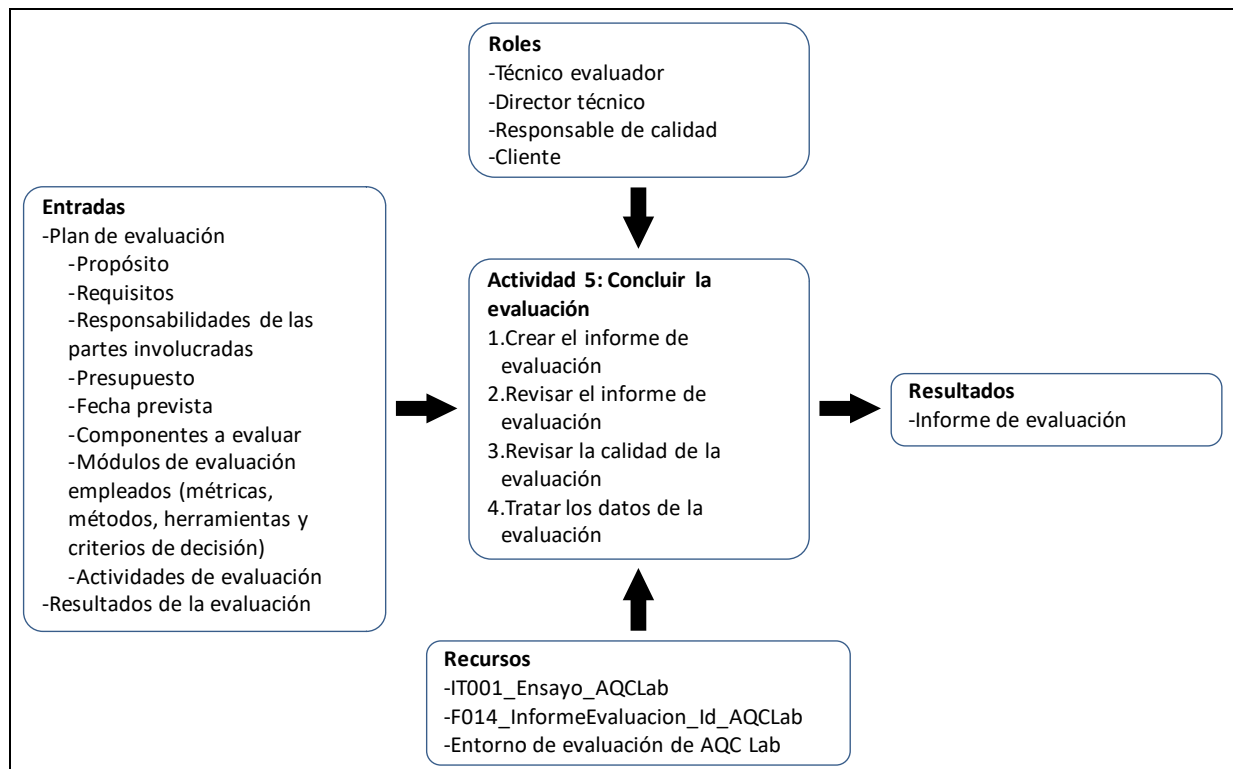 Roles
-Técnico evaluador
-Director técnico
-Responsable de calidad
-Cliente
Entradas
-Plan de evaluación
-Propósito
-Requisitos
-Responsabilidades de las
partes involucradas
-Presupuesto
-Fecha prevista
-Componentes a evaluar
-Módulos de evaluación
empleados (métricas,
métodos, herramientas y
criterios de decisión)
-Actividades de evaluación
-Resultados de la evaluación
Actividad 5: Concluir la
evaluación
1.Crear el informe de
evaluación
2.Revisar el informe de
evaluación
3.Revisar la calidad de la
evaluación
4.Tratar los datos de la
evaluación
Resultados
-Informe de evaluación
Recursos
-IT001_Ensayo_AQCLab
-F014_InformeEvaluacion_Id_AQCLab
-Entorno de evaluación de AQC Lab